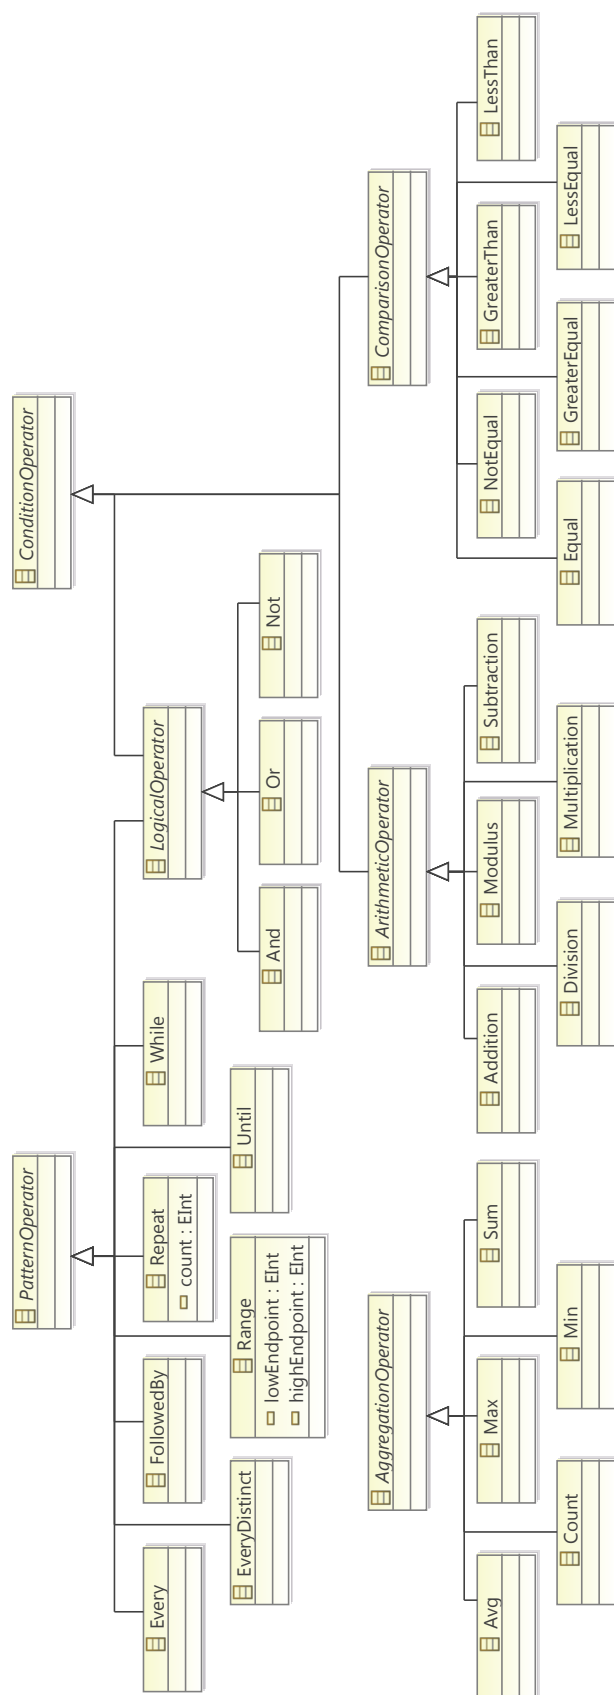 PatternOperator
ConditionOperator
Every
FollowedBy
Repeat
count : EInt
While
LogicalOperator
EveryDistinct
Range
lowEndpoint : EInt
highEndpoint : EInt
Until
And
Or
Not
AggregationOperator
ArithmeticOperator
ComparisonOperator
Avg
Max
Sum
Addition
Modulus
Subtraction
NotEqual
GreaterThan
LessThan
Count
Min
Division
Multiplication
Equal
GreaterEqual
LessEqual